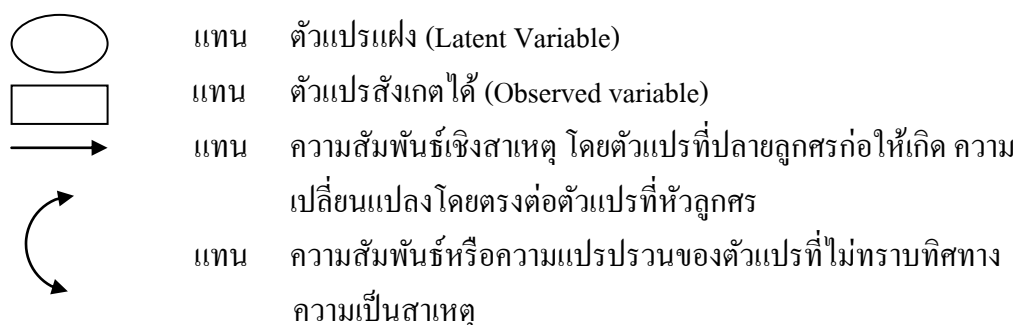 แทน ตัวแปรแฝง (Latent Variable)
แทน ตัวแปรสังเกตได้ (Observed variable)
แทน ความสัมพันธ์เชิงสาเหตุ โดยตัวแปรที่ปลายลูกศรก่อให้เกิด ความ
เปลี่ยนแปลงโดยตรงต่อตัวแปรที่หัวลูกศร
แทน ความสัมพันธ์หรือความแปรปรวนของตัวแปรที่ไม่ทราบทิศทาง
ความเป็นสาเหตุ